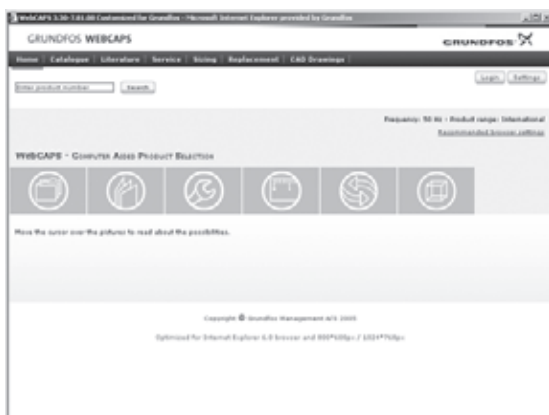 WebCAPS 3.20-7.01.00 Customized for Grundfos - Microsoft Internet Explorer provided by Grundfos
GRUNDFOS WEBCAPS
GRUNDFOS
Home | Catalogue | Literature | Service | Sizing | Replacement | CAD Drawings |
Enter product number Search Login Settings
Frequency: 50 Hz - Product range: International
Recommended browser settings
WebCAPS - Computer Aided Product Selection
Move the cursor over the pictures to read about the possibilities.
Copyright © Grundfos Management A/S 2005
Optimized for Internet Explorer 6.0 browser and 800*600px / 1024*768px